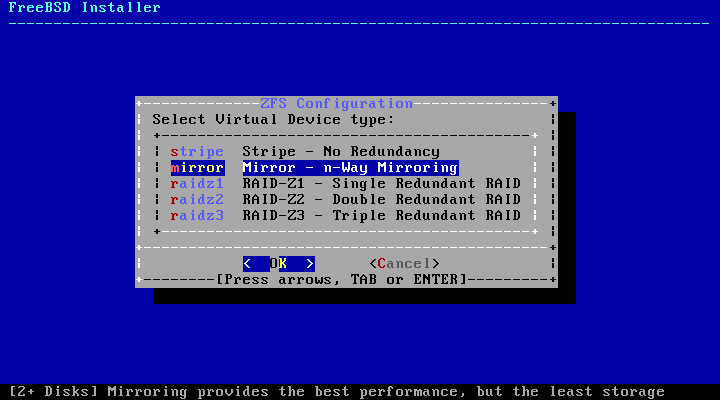 FreeBSD Installer
ZFS Configuration
Select Virtual Device type:
stripe Stripe - No Redundancy
mirror Mirror - n-Way Mirroring
raidz1 RAID-Z1 - Single Redundant RAID
raidz2 RAID-Z2 - Double Redundant RAID
raidz3 RAID-Z3 - Triple Redundant RAID
< OK > <Cancel>
[Press arrows, TAB or ENTER]
[2+ Disks] Mirroring provides the best performance, but the least storage